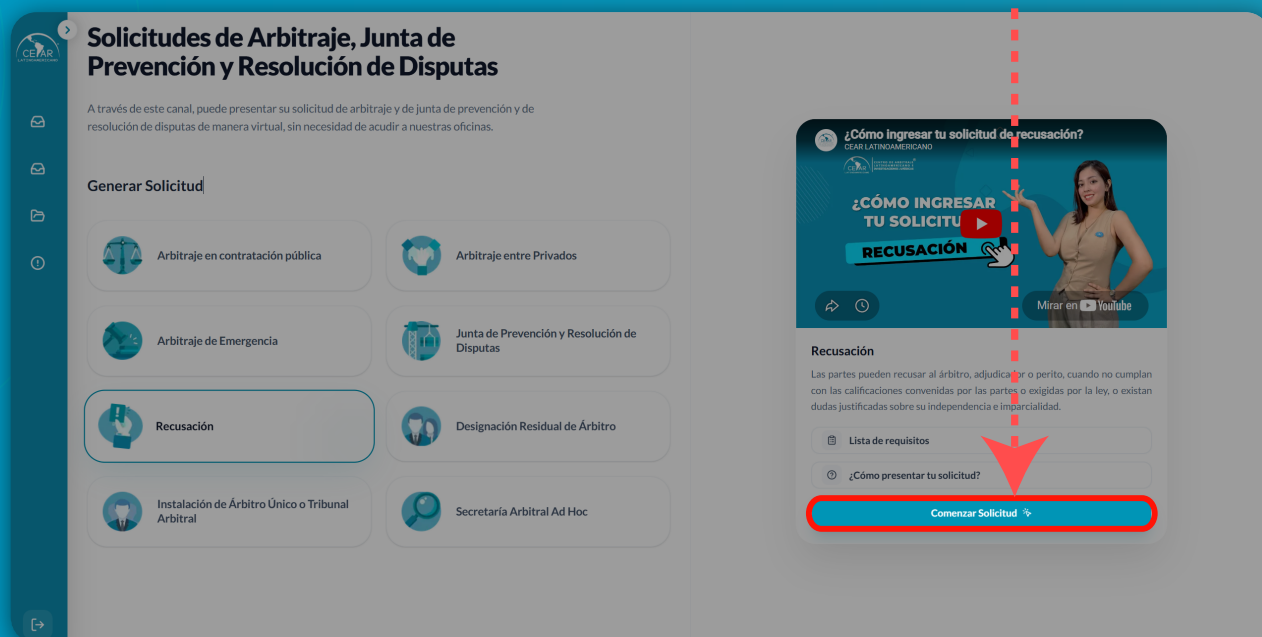 CEAR
LATINOAMERICANO
Solicitudes de Arbitraje, Junta de
Prevención y Resolución de Disputas
A través de este canal, puede presentar su solicitud de arbitraje y de junta de prevención y de
resolución de disputas de manera virtual, sin necesidad de acudir a nuestras oficinas.
Generar Solicitud
Arbitraje en contratación pública
Arbitraje entre Privados
Arbitraje de Emergencia
Junta de Prevención y Resolución de
Disputas
Recusación
Designación Residual de Árbitro
Instalación de Árbitro Único o Tribunal
Arbitral
Secretaría Arbitral Ad Hoc
¿Cómo ingresar tu solicitud de recusación?
CEAR LATINOAMERICANO
CEAR
¿CÓMO INGRESAR
TU SOLICITU
RECUSACIÓN
Mirar en YouTube
Recusación
Las partes pueden recusar al árbitro, adjudicador o perito, cuando no cumplan
con las calificaciones convenidas por las partes o exigidas por la ley, o existan
dudas justificadas sobre su independencia e imparcialidad.
Lista de requisitos
¿Cómo presentar tu solicitud?
Comenzar Solicitud